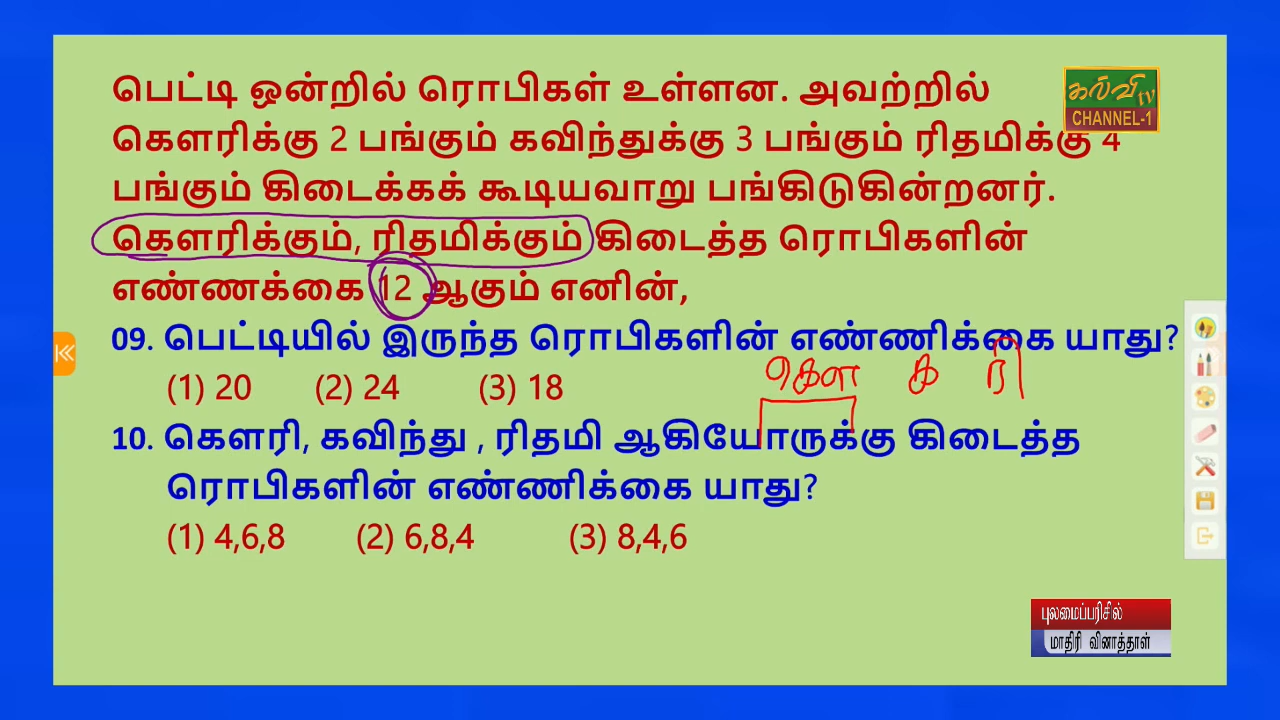 பெட்டி ஒன்றில் ரொபிகள் உள்ளன. அவற்றில்
கௌரிக்கு 2 பங்கும் கவிந்துக்கு 3 பங்கும் ரிதமிக்கு 4
பங்கும் கிடைக்கக் கூடியவாறு பங்கிடுகின்றனர்.
கௌரிக்கும், ரிதமிக்கும் கிடைத்த ரொபிகளின்
எண்ணக்கை 12 ஆகும் எனின்,
09. பெட்டியில் இருந்த ரொபிகளின் எண்ணிக்கை யாது?
(1) 20 (2) 24 (3) 18
கௌ க ரி
10. கௌரி, கவிந்து , ரிதமி ஆகியோருக்கு கிடைத்த
ரொபிகளின் எண்ணிக்கை யாது?
(1) 4,6,8 (2) 6,8,4 (3) 8,4,6
கல்வி tv
CHANNEL-1
புலமைப்பரிசில்
மாதிரி வினாத்தாள்